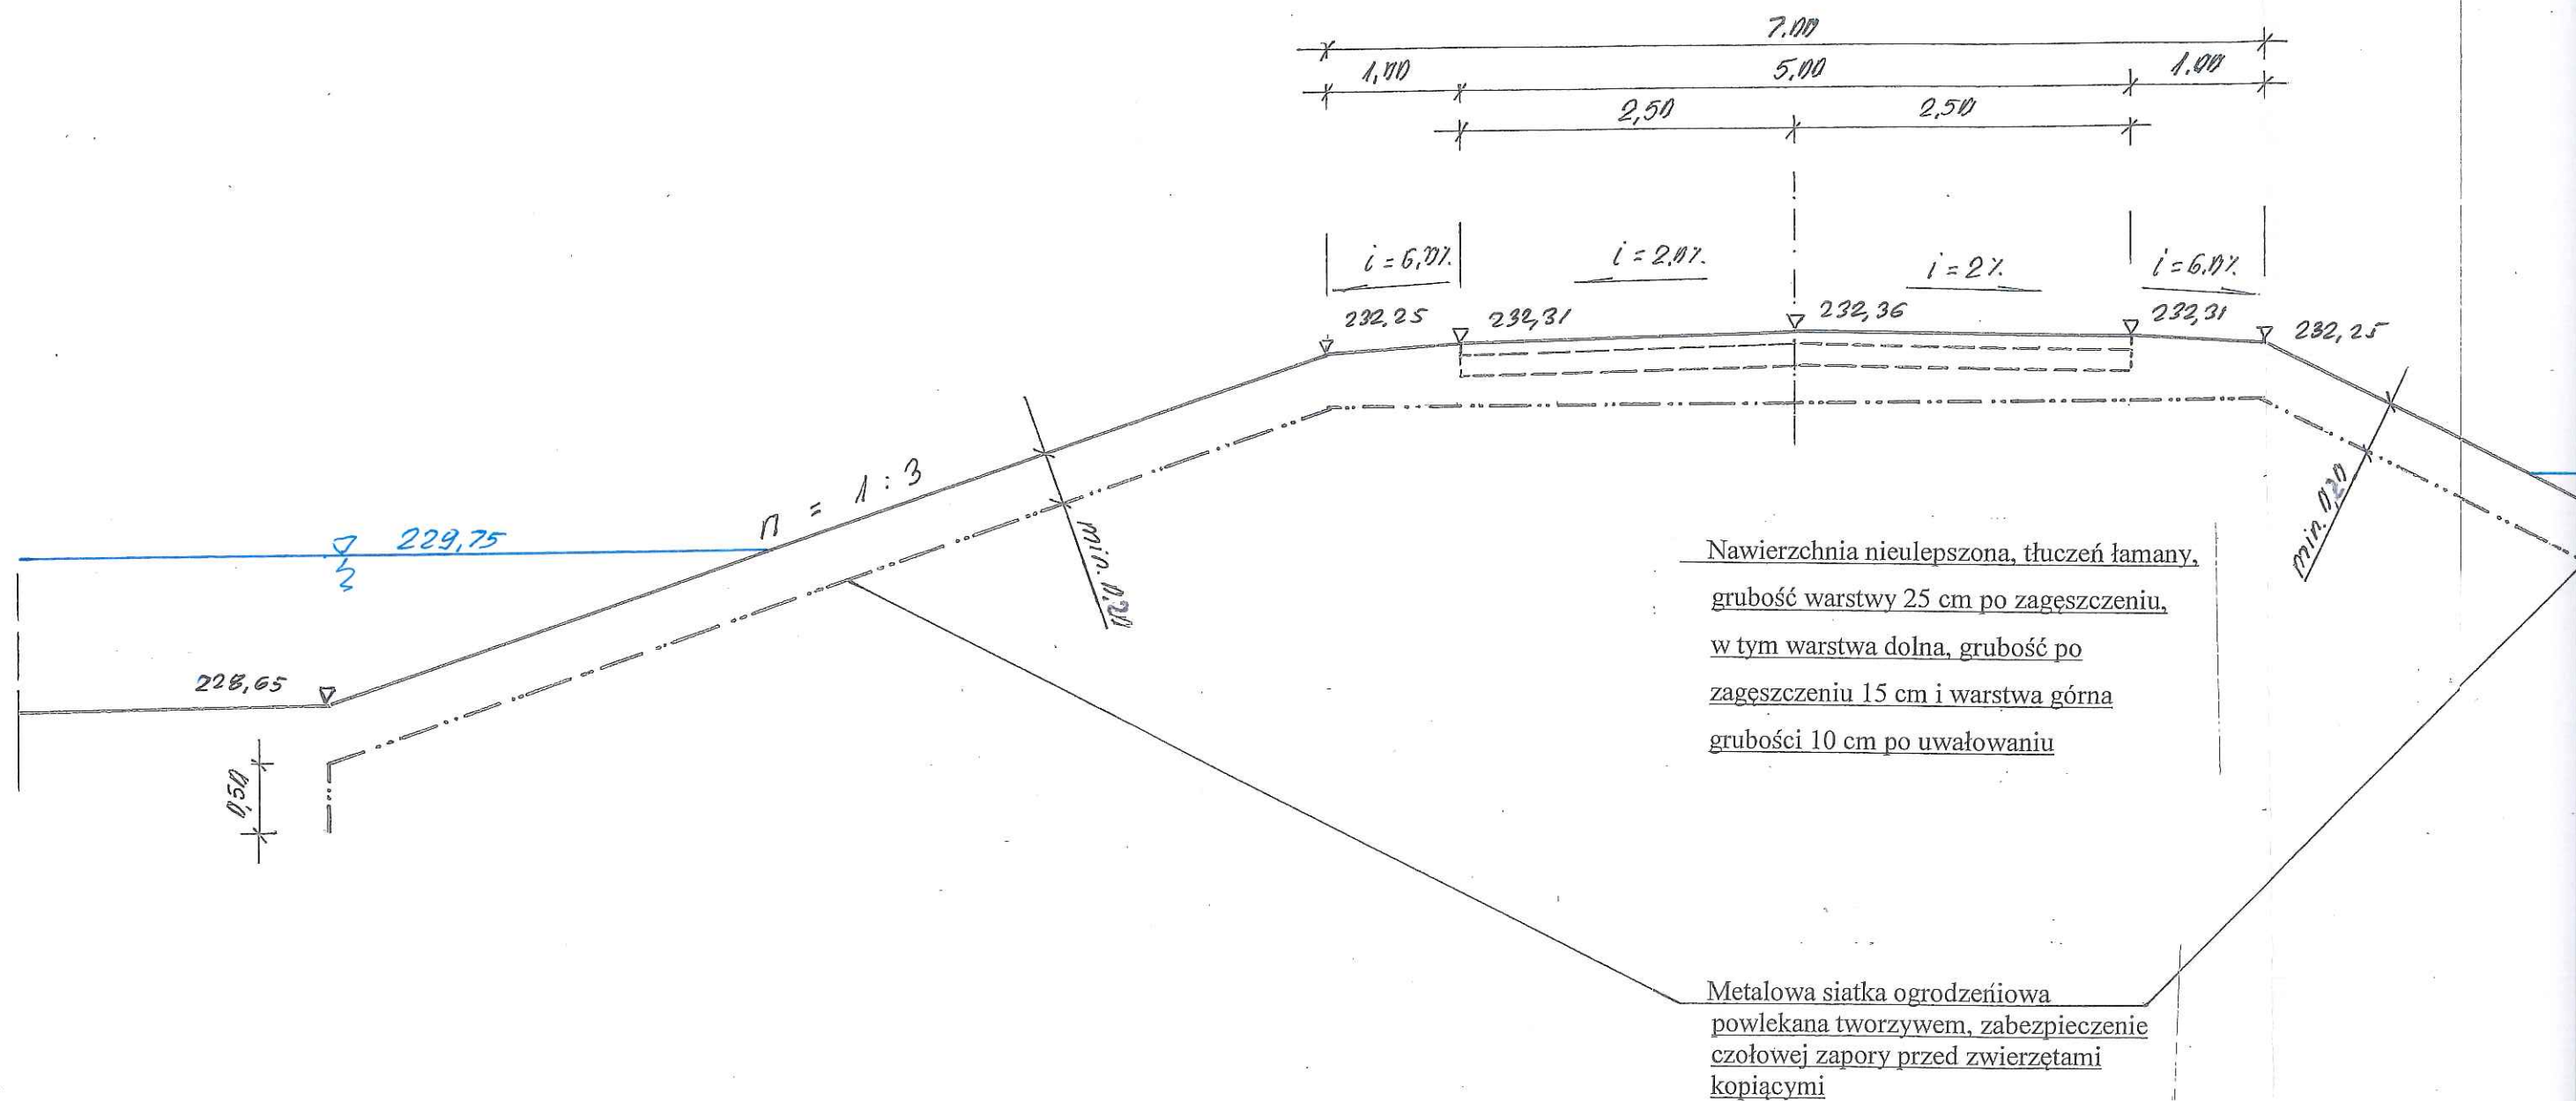 7.00
1,00 5,00 1.00
2,50 2,50
i = 6,0%. i = 2,0%. i = 2%. i = 6,0%.
232,25 232,31 232,36 232,31 232,25
n = 1 : 3
229,75
min. 0,20
min. 0,20
228,65
0,50
Nawierzchnia nieulepszona, tłuczeń łamany,
grubość warstwy 25 cm po zagęszczeniu,
w tym warstwa dolna, grubość po
zagęszczeniu 15 cm i warstwa górna
grubości 10 cm po uwałowaniu
Metalowa siatka ogrodzeniowa
powlekana tworzywem, zabezpieczenie
czołowej zapory przed zwierzętami
kopiącymi